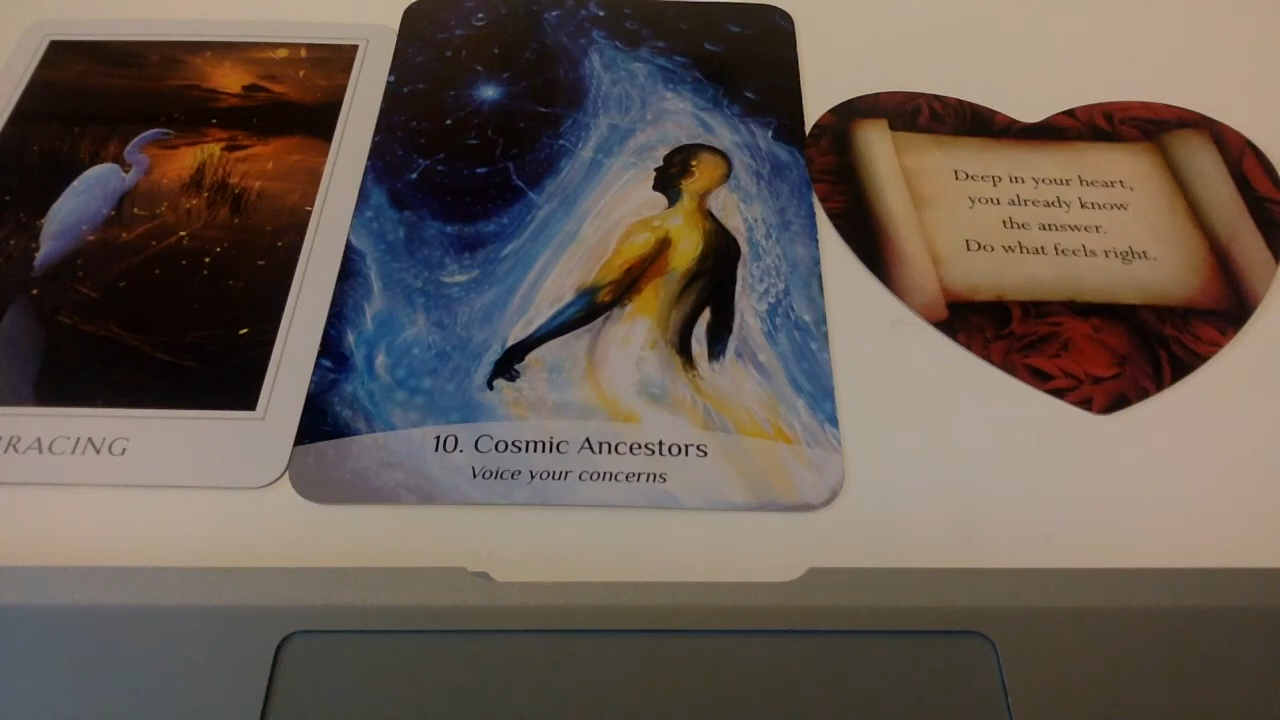 RACING
10. Cosmic Ancestors
Voice your concerns
Deep in your heart,
you already know
the answer.
Do what feels right.